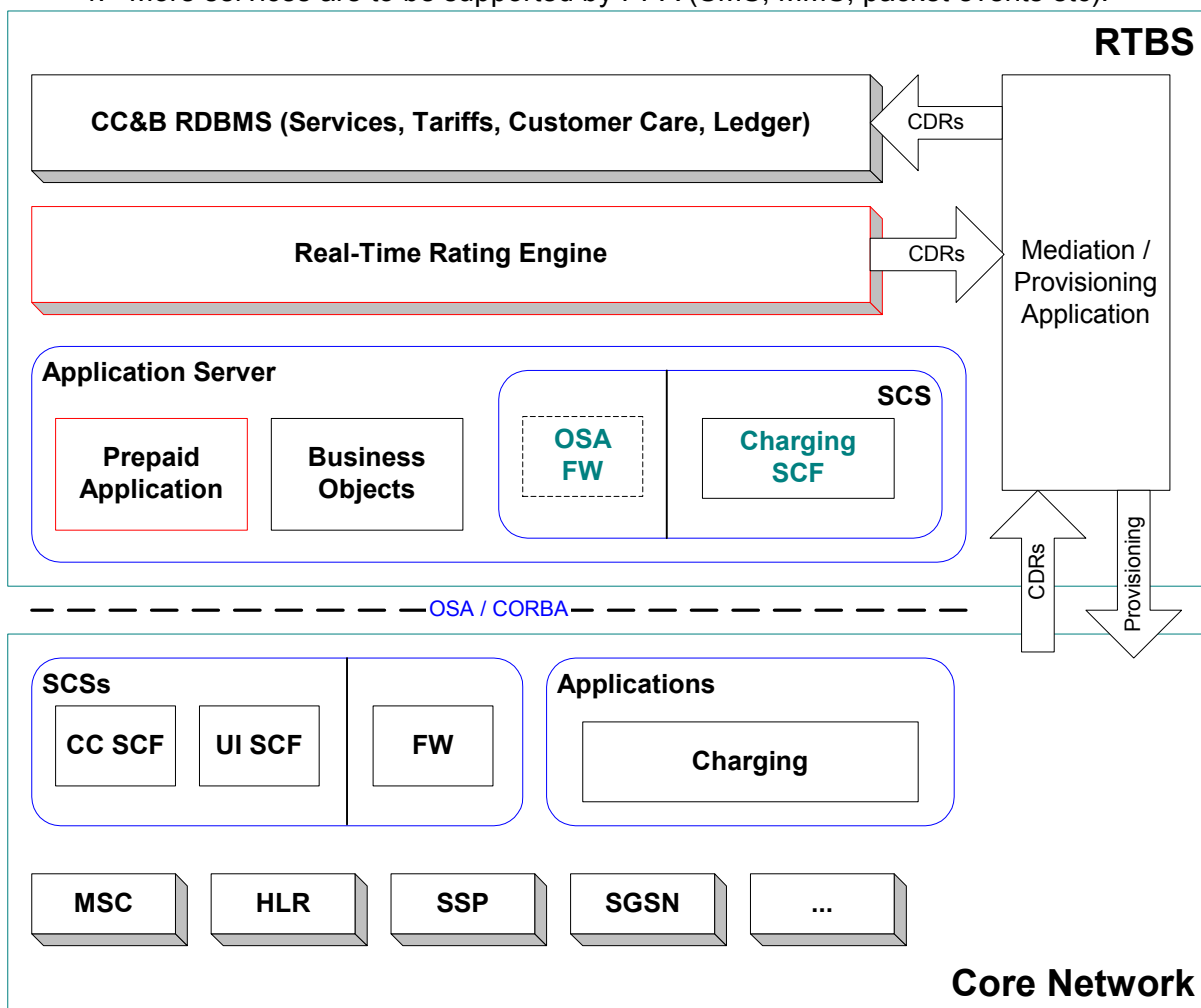 RTBS
CC&B RDBMS (Services, Tariffs, Customer Care, Ledger)
CDRs
Real-Time Rating Engine
CDRs
Mediation /
Provisioning
Application
Application Server
SCS
Prepaid
Application
Business
Objects
OSA
FW
Charging
SCF
CDRs
Provisioning
OSA / CORBA
SCSs
CC SCF
UI SCF
FW
Applications
Charging
MSC
HLR
SSP
SGSN
...
Core Network